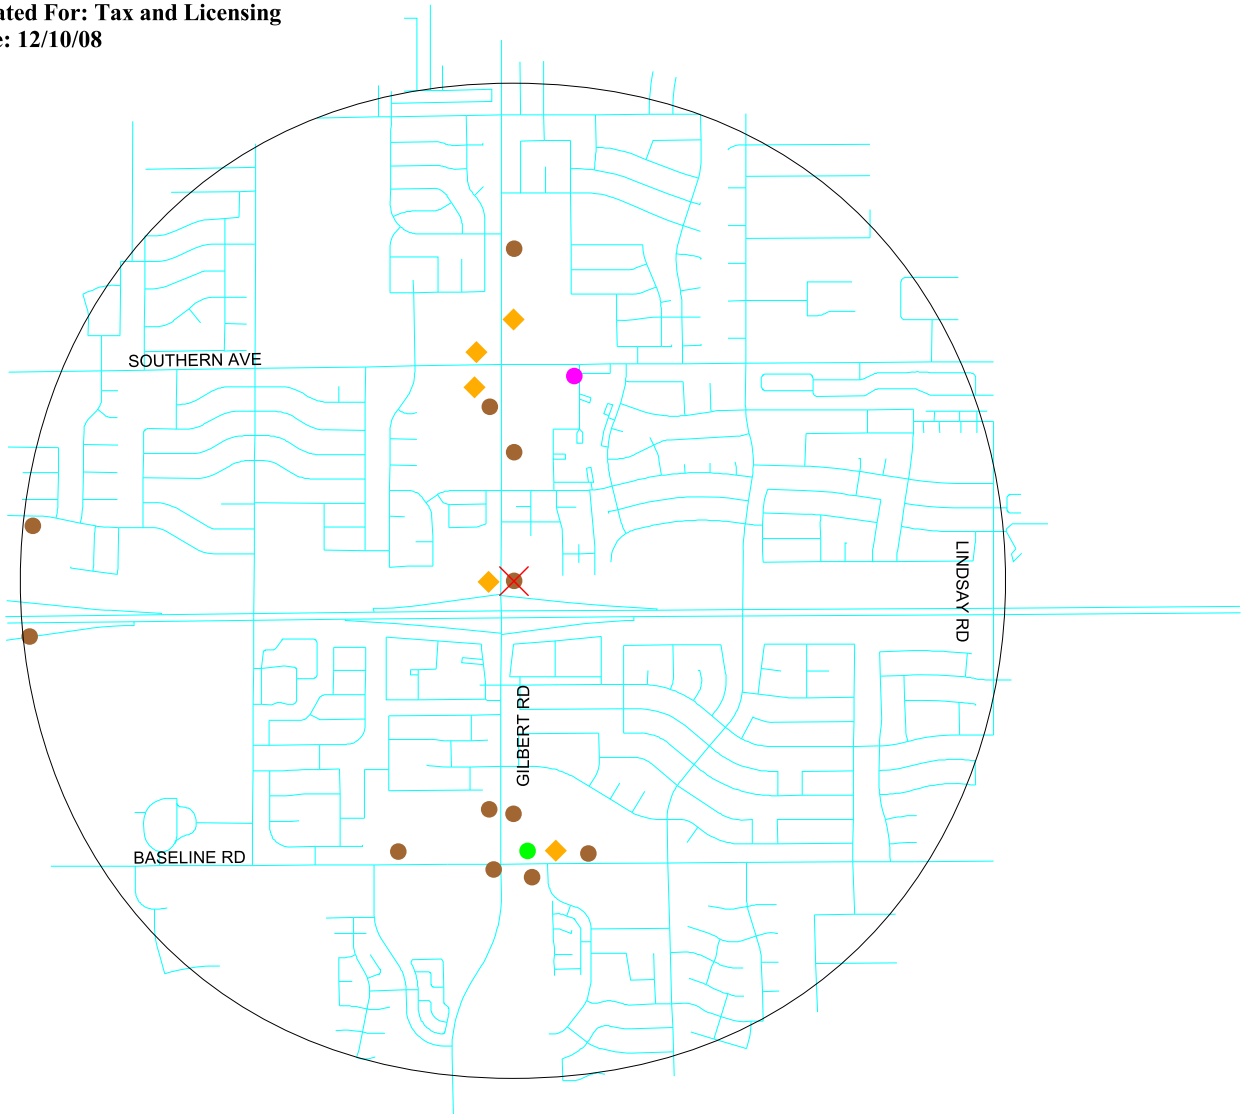 ated For: Tax and Licensing
e: 12/10/08
SOUTHERN AVE
LINDSAY RD
GILBERT RD
BASELINE RD